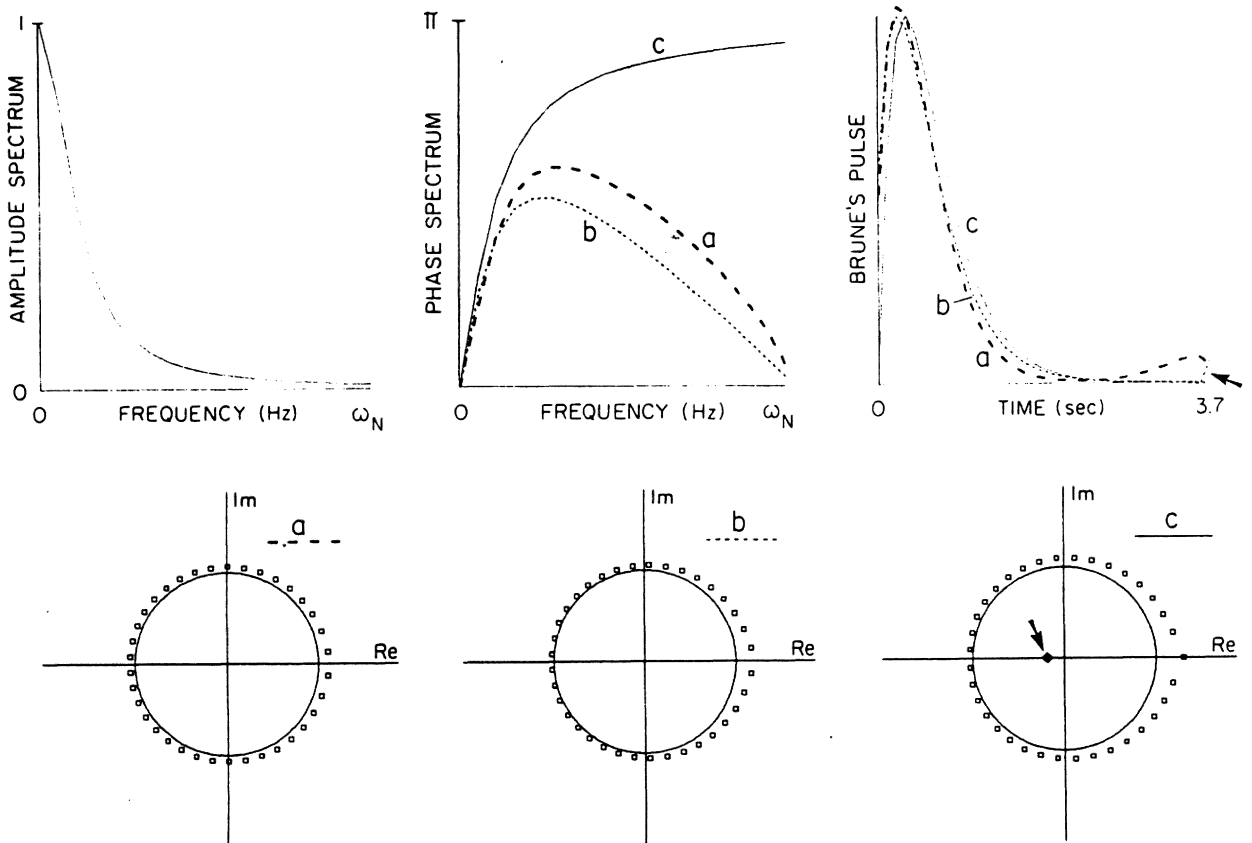 AMPLITUDE SPECTRUM
1
0
0
FREQUENCY (Hz)
ωN
PHASE SPECTRUM
π
c
a
b
0
FREQUENCY (Hz)
ωN
BRUNE'S PULSE
c
b
a
0
TIME (sec)
3.7
Im
a
Re
Im
b
Re
Im
c
Re